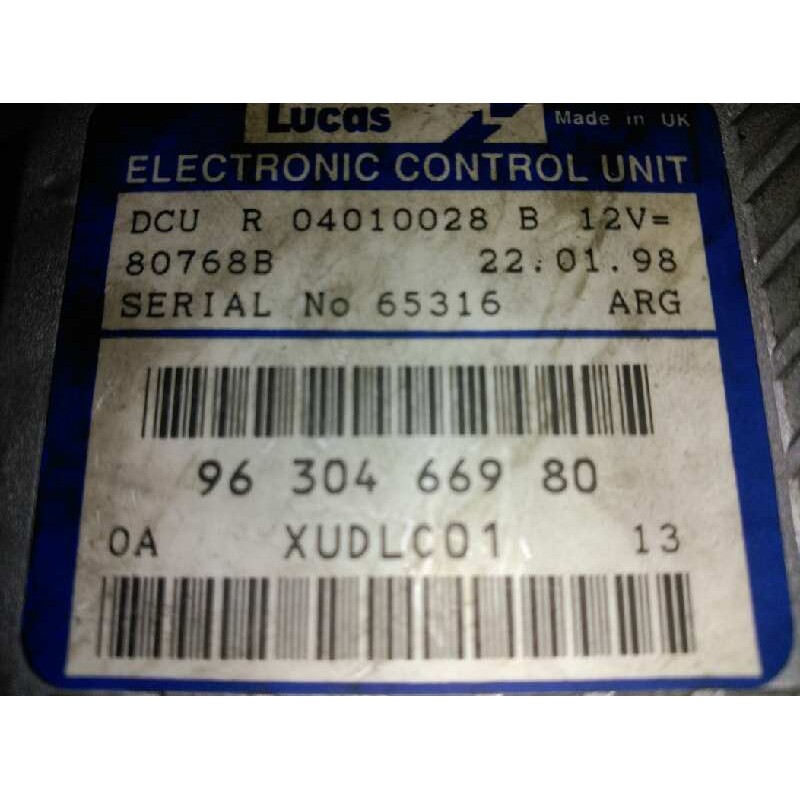 Lucas Made in UK
ELECTRONIC CONTROL UNIT
DCU R 04010028 B 12V=
80768B 22.01.98
SERIAL No 65316 ARG
96 304 669 80
0A XUDLC01 13